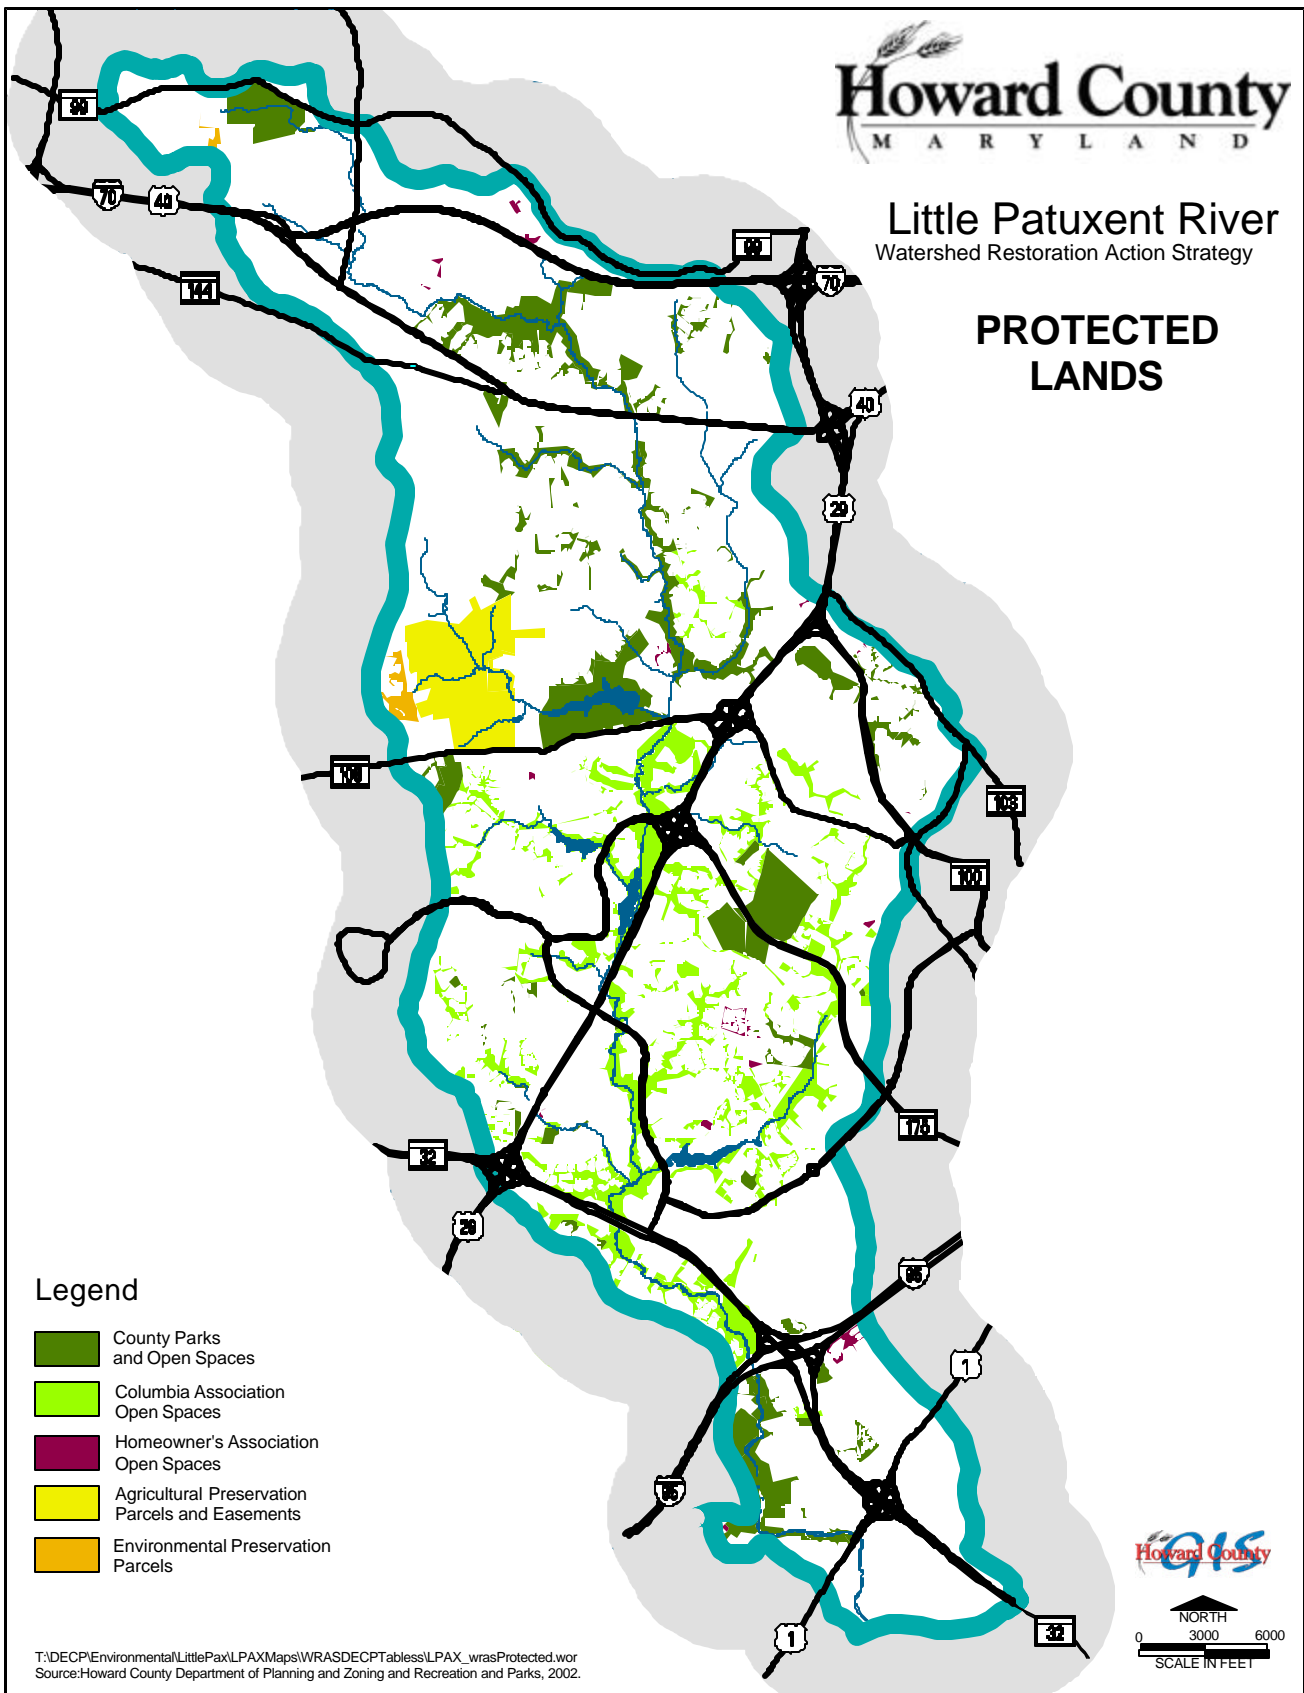 Howard County
MARYLAND
Little Patuxent River
Watershed Restoration Action Strategy
PROTECTED
LANDS
99
70
40
144
99
70
40
29
108
103
100
175
32
29
95
1
95
1
32
Legend
County Parks
and Open Spaces
Columbia Association
Open Spaces
Homeowner's Association
Open Spaces
Agricultural Preservation
Parcels and Easements
Environmental Preservation
Parcels
Howard County
GIS
NORTH
0 3000 6000
SCALE IN FEET
T:\DECP\Environmental\LittlePax\LPAXMaps\WRASDECPTabless\LPAX_wrasProtected.wor
Source:Howard County Department of Planning and Zoning and Recreation and Parks, 2002.